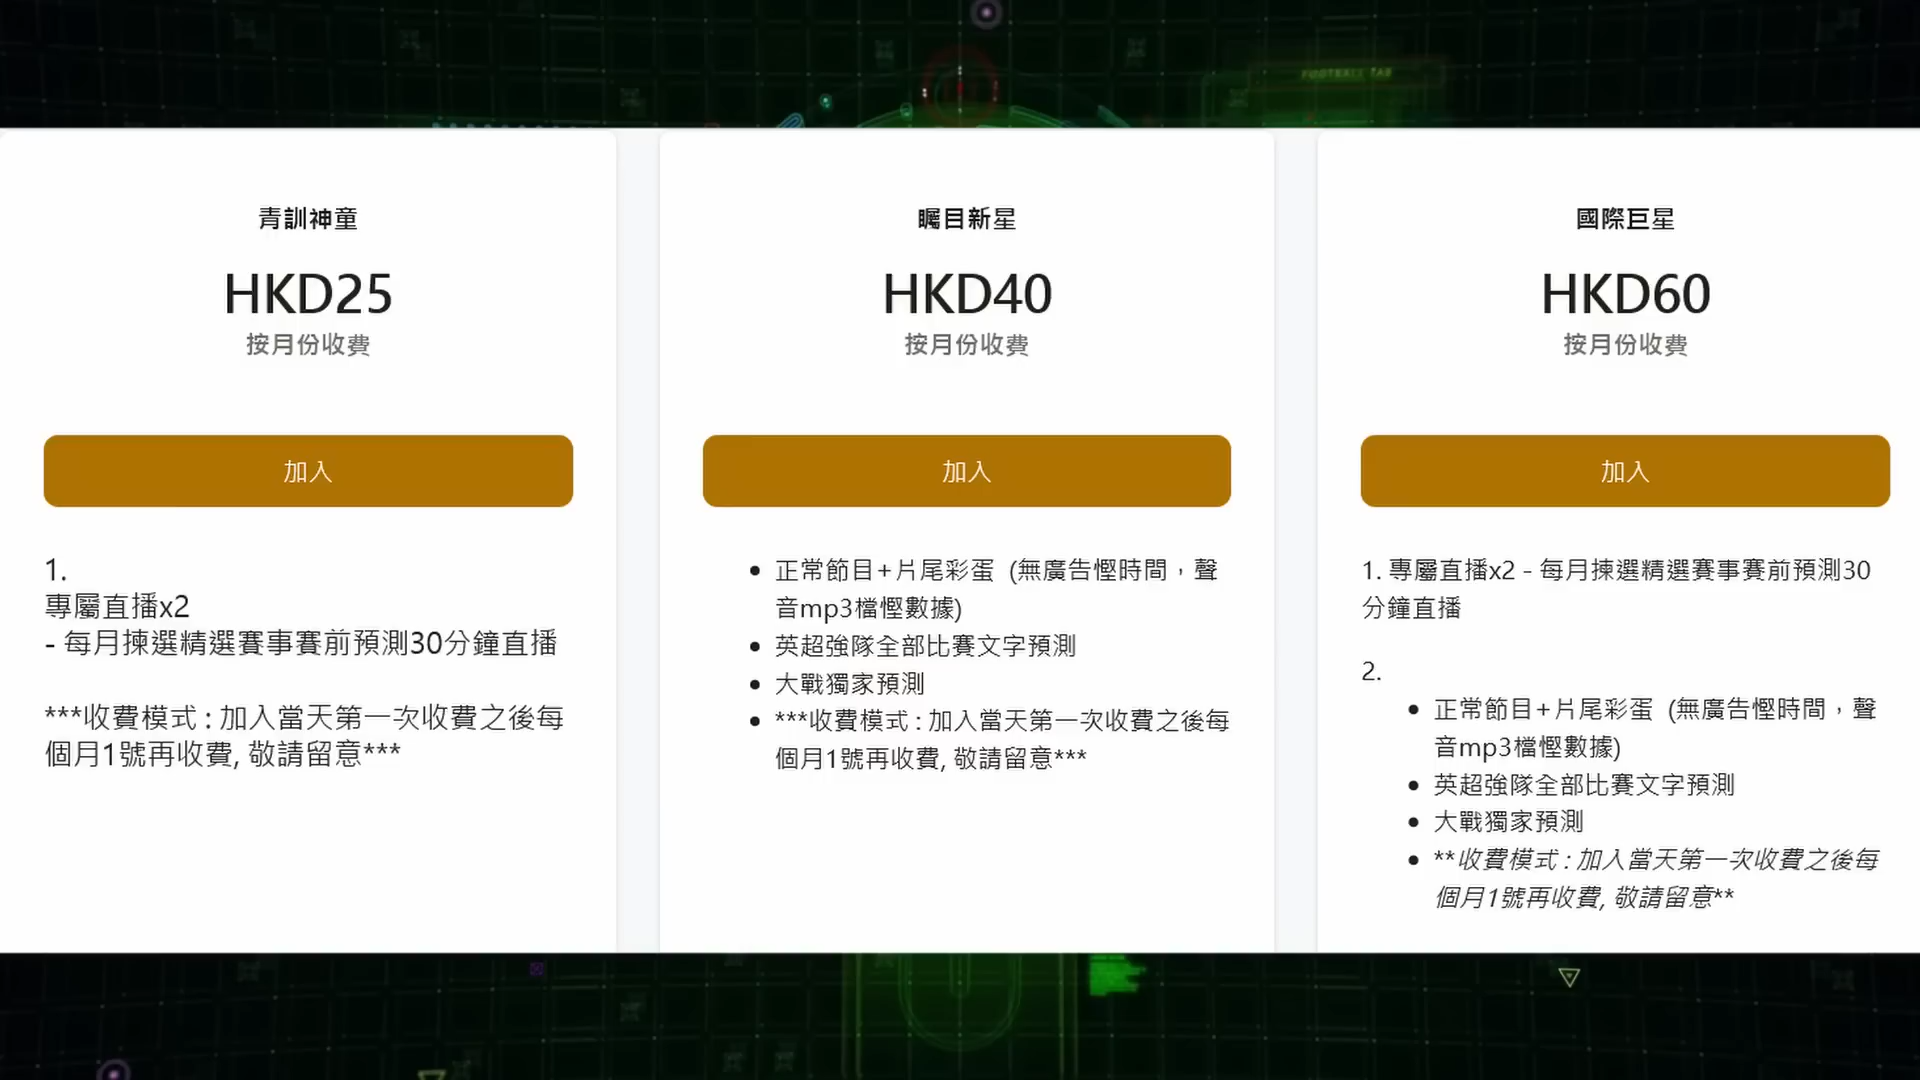 FOOTBALL TAB
青訓神童
HKD25
按月份收費
加入
1.
專屬直播x2
- 每月揀選精選賽事賽前預測30分鐘直播
***收費模式 : 加入當天第一次收費之後每
個月1號再收費, 敬請留意***
矚目新星
HKD40
按月份收費
加入
• 正常節目+片尾彩蛋 (無廣告慳時間，聲
音mp3檔慳數據)
• 英超強隊全部比賽文字預測
• 大戰獨家預測
• ***收費模式 : 加入當天第一次收費之後每
個月1號再收費, 敬請留意***
國際巨星
HKD60
按月份收費
加入
1. 專屬直播x2 - 每月揀選精選賽事賽前預測30
分鐘直播
2.
• 正常節目+片尾彩蛋 (無廣告慳時間，聲
音mp3檔慳數據)
• 英超強隊全部比賽文字預測
• 大戰獨家預測
• **收費模式 : 加入當天第一次收費之後每
個月1號再收費, 敬請留意**